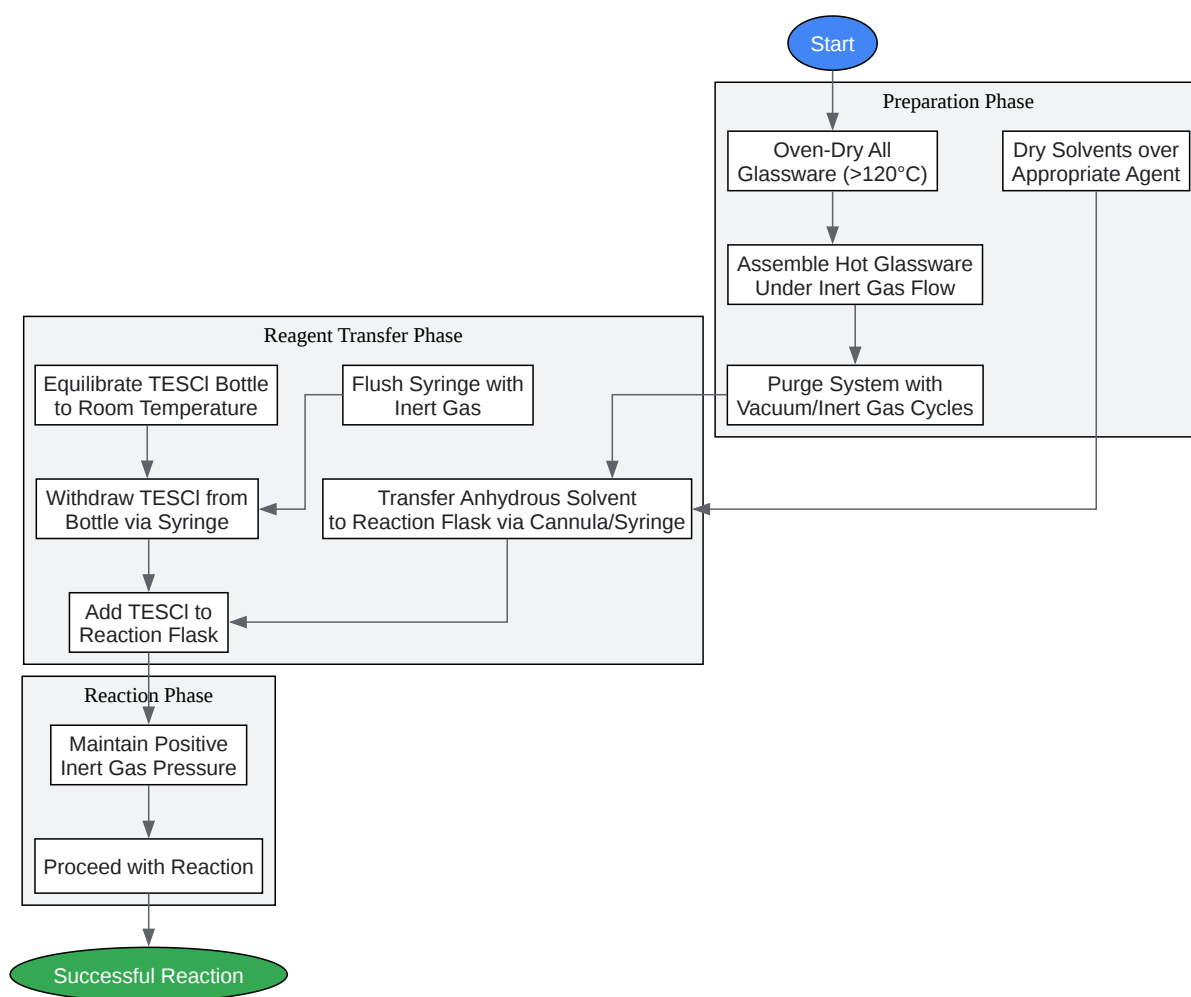 Start
Preparation Phase
Oven-Dry All
Glassware (>120°C)
Dry Solvents over
Appropriate Agent
Assemble Hot Glassware
Under Inert Gas Flow
Purge System with
Vacuum/Inert Gas Cycles
Reagent Transfer Phase
Equilibrate TESCl Bottle
to Room Temperature
Flush Syringe with
Inert Gas
Withdraw TESCl from
Bottle via Syringe
Transfer Anhydrous Solvent
to Reaction Flask via Cannula/Syringe
Add TESCl to
Reaction Flask
Reaction Phase
Maintain Positive
Inert Gas Pressure
Proceed with Reaction
Successful Reaction